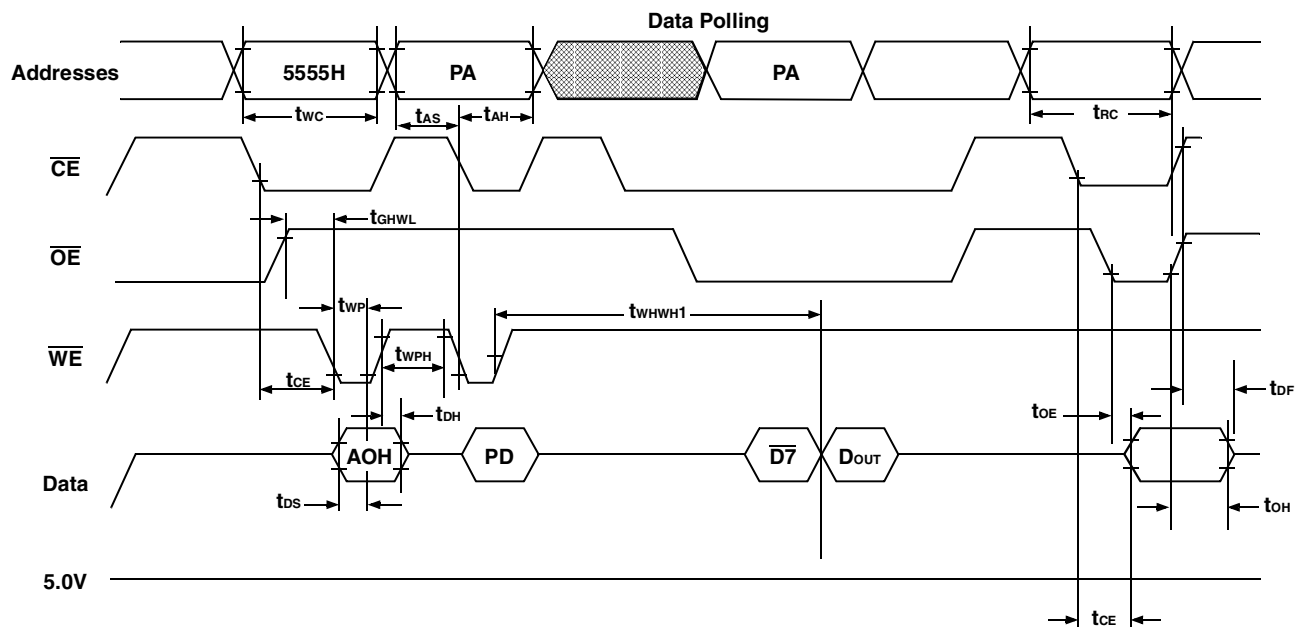 Data Polling
Addresses
5555H
PA
PA
tWC
tAS
tAH
tRC
CE
tGHWL
OE
tWP
tWHWH1
WE
tWPH
tCE
tDH
tOE
tDF
Data
AOH
PD
D7
DOUT
tDS
tOH
5.0V
tCE